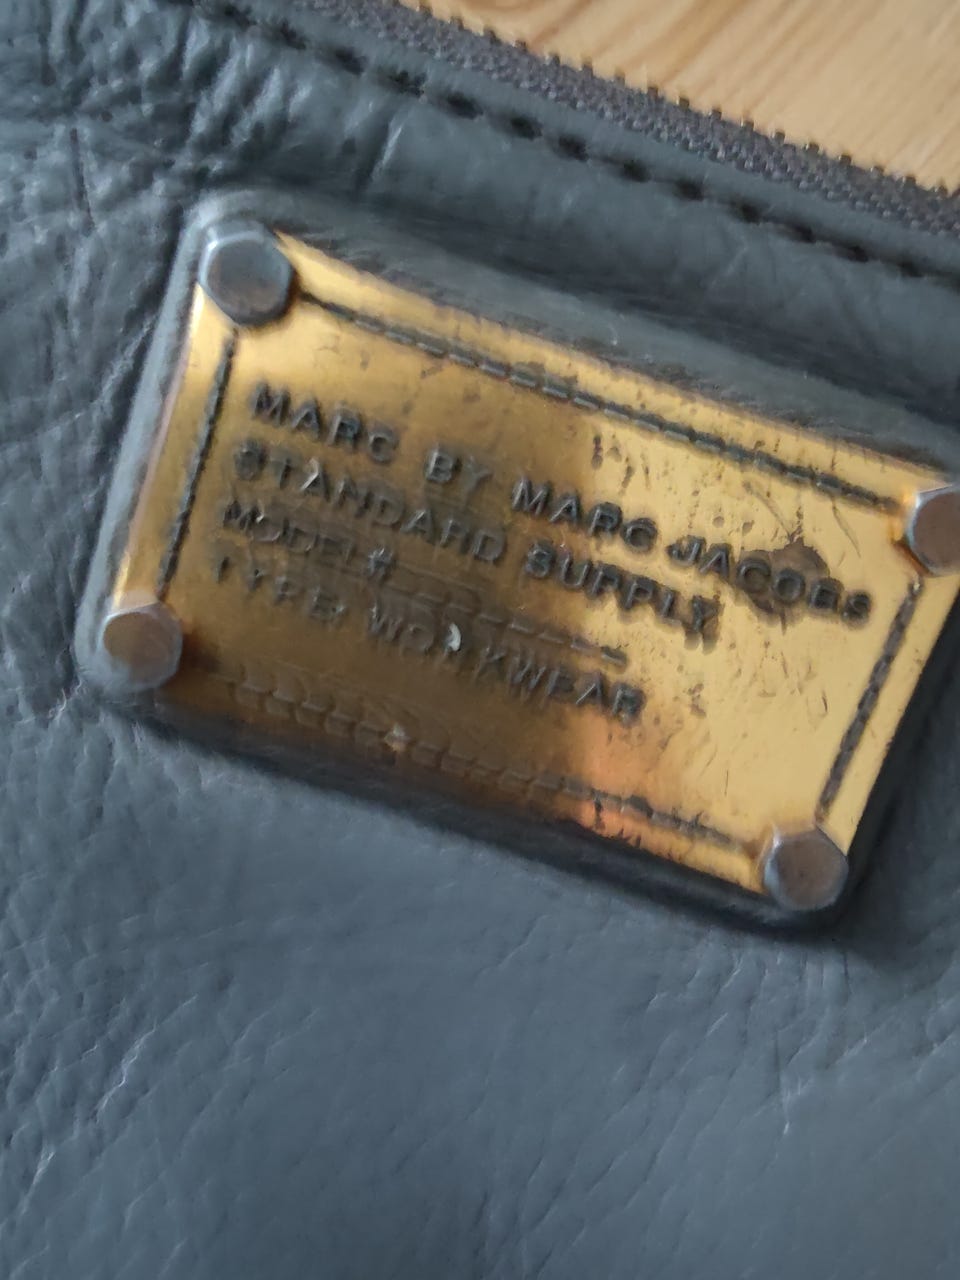 MARC BY MARC JACOBS
STANDARD SUPPLY
MODEL#
TYPE: WORKWEAR